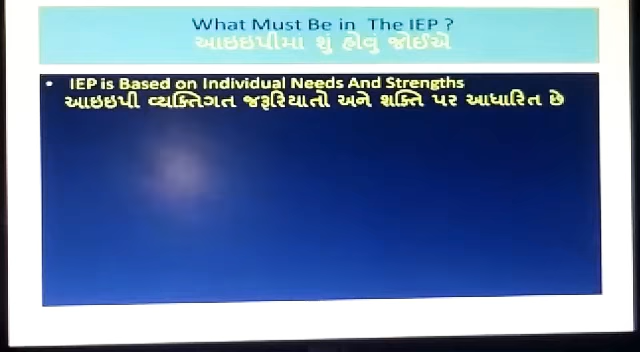 What Must Be in The IEP ?
આઇઇપીમા શું હોવું જોઈએ
• IEP is Based on Individual Needs And Strengths
આઇઇપી વ્યક્તિગત જરૂરિયાતો અને શક્તિ પર આધારિત છે